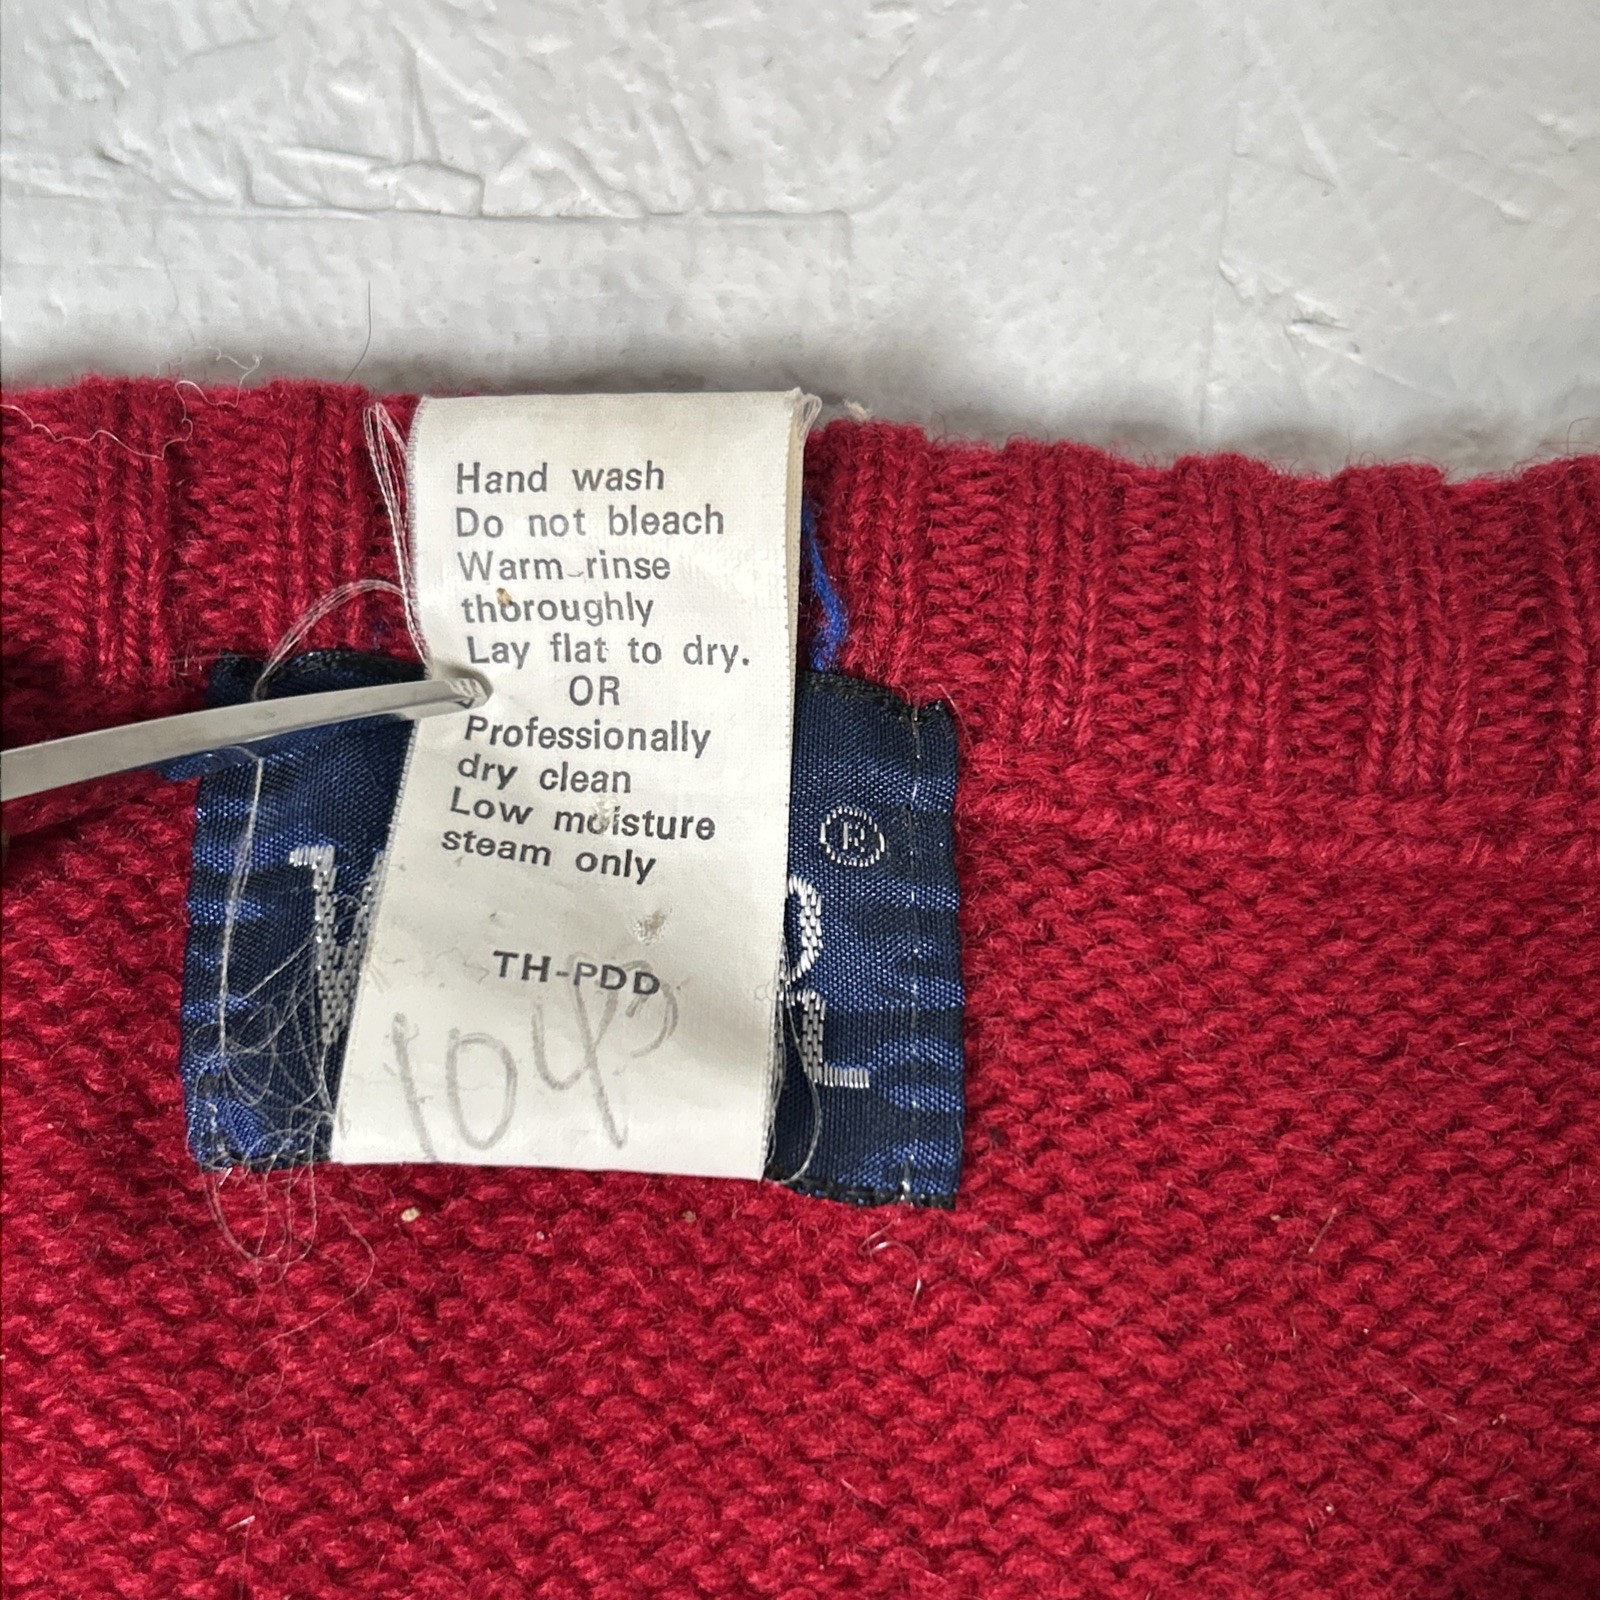 Hand wash
Do not bleach
Warm rinse
thoroughly
Lay flat to dry.
OR
Professionally
dry clean
Low moisture
steam only
®
TH-PDD